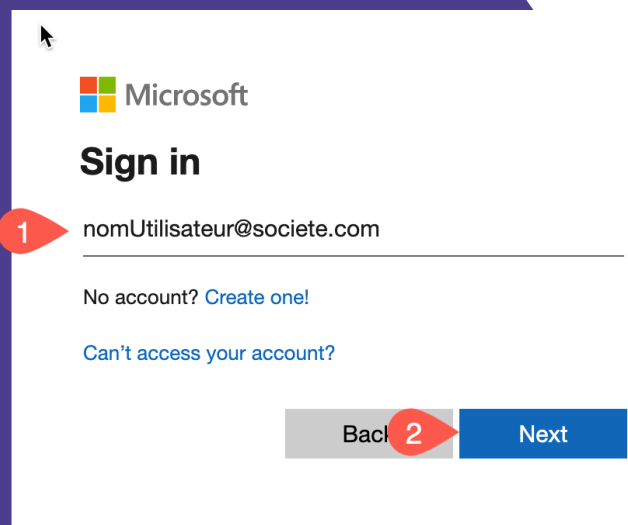 Microsoft
Sign in
1
nomUtilisateur@societe.com
No account? Create one!
Can't access your account?
Back
2
Next